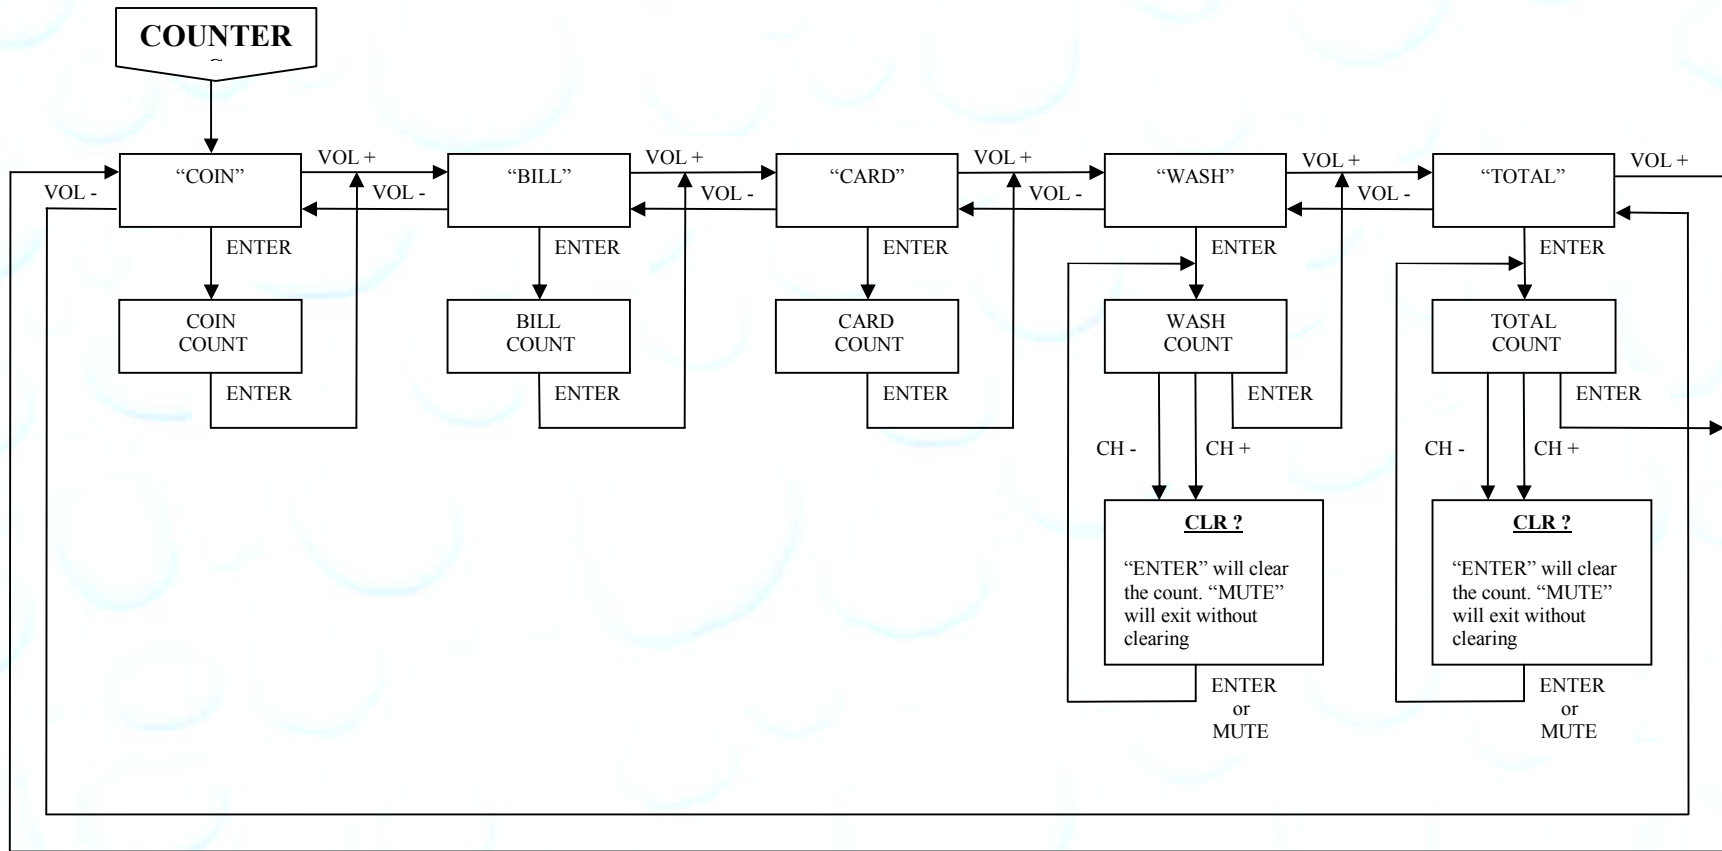 COUNTER
~
“COIN”
VOL +
VOL -
“BILL”
VOL +
VOL -
“CARD”
VOL +
VOL -
“WASH”
VOL +
VOL -
“TOTAL”
VOL +
VOL -
ENTER
ENTER
ENTER
ENTER
ENTER
COIN
COUNT
BILL
COUNT
CARD
COUNT
WASH
COUNT
TOTAL
COUNT
ENTER
ENTER
ENTER
ENTER
ENTER
CH -
CH +
CH -
CH +
CLR ?
“ENTER” will clear
the count. “MUTE”
will exit without
clearing
CLR ?
“ENTER” will clear
the count. “MUTE”
will exit without
clearing
ENTER
or
MUTE
ENTER
or
MUTE